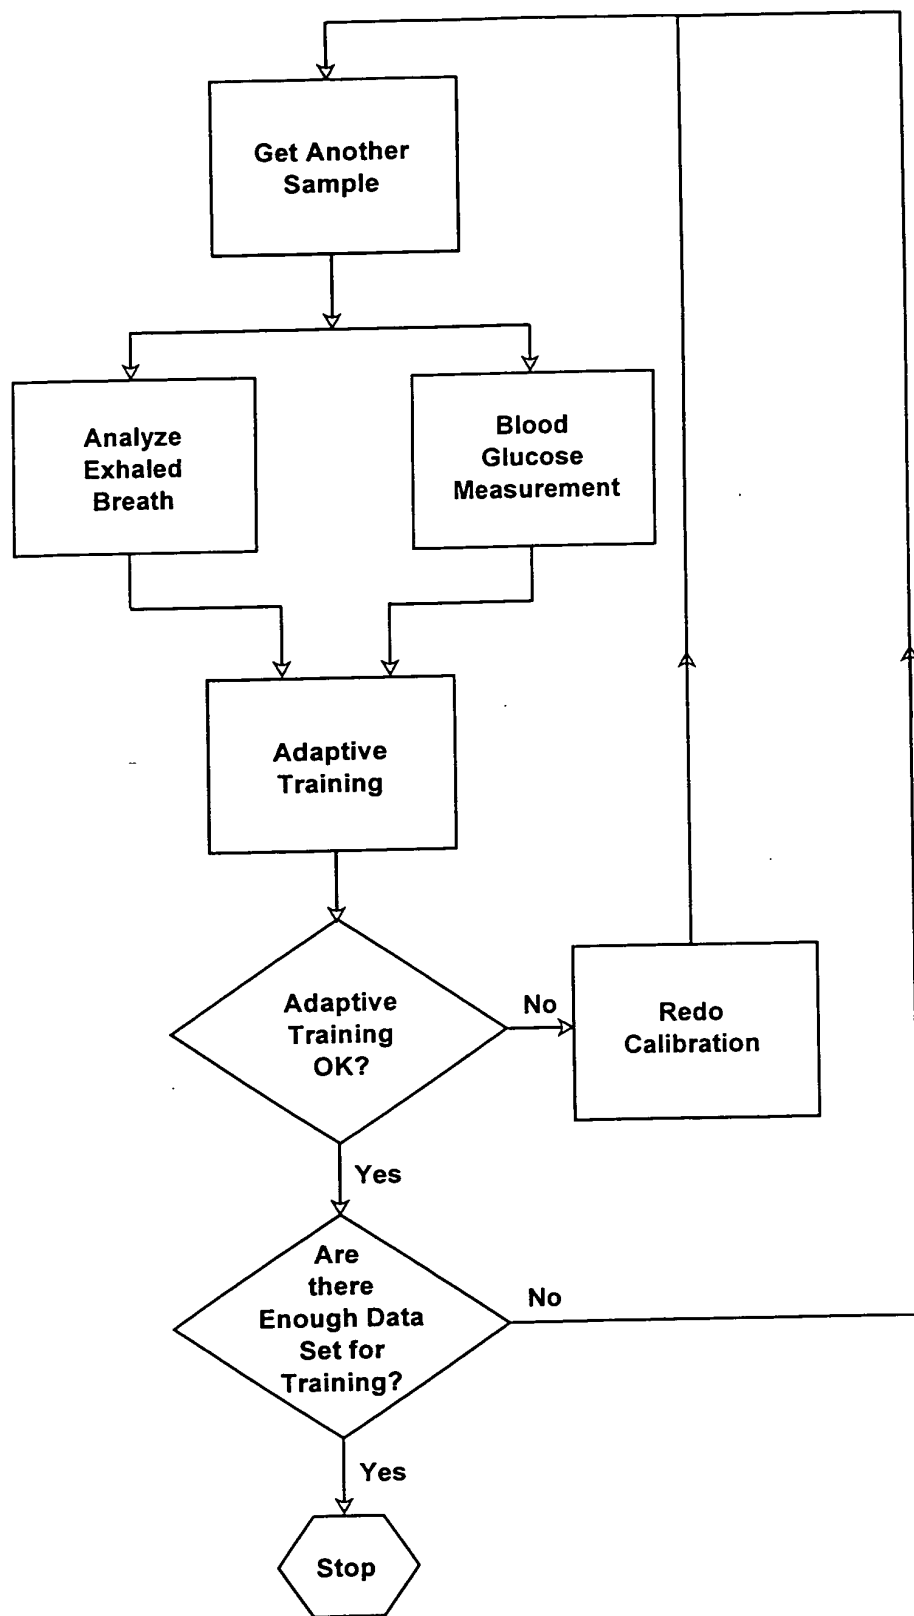 Get Another
Sample
Analyze
Exhaled
Breath
Blood
Glucose
Measurement
Adaptive
Training
Adaptive
Training
OK?
No
Redo
Calibration
Yes
Are
there
Enough Data
Set for
Training?
No
Yes
Stop